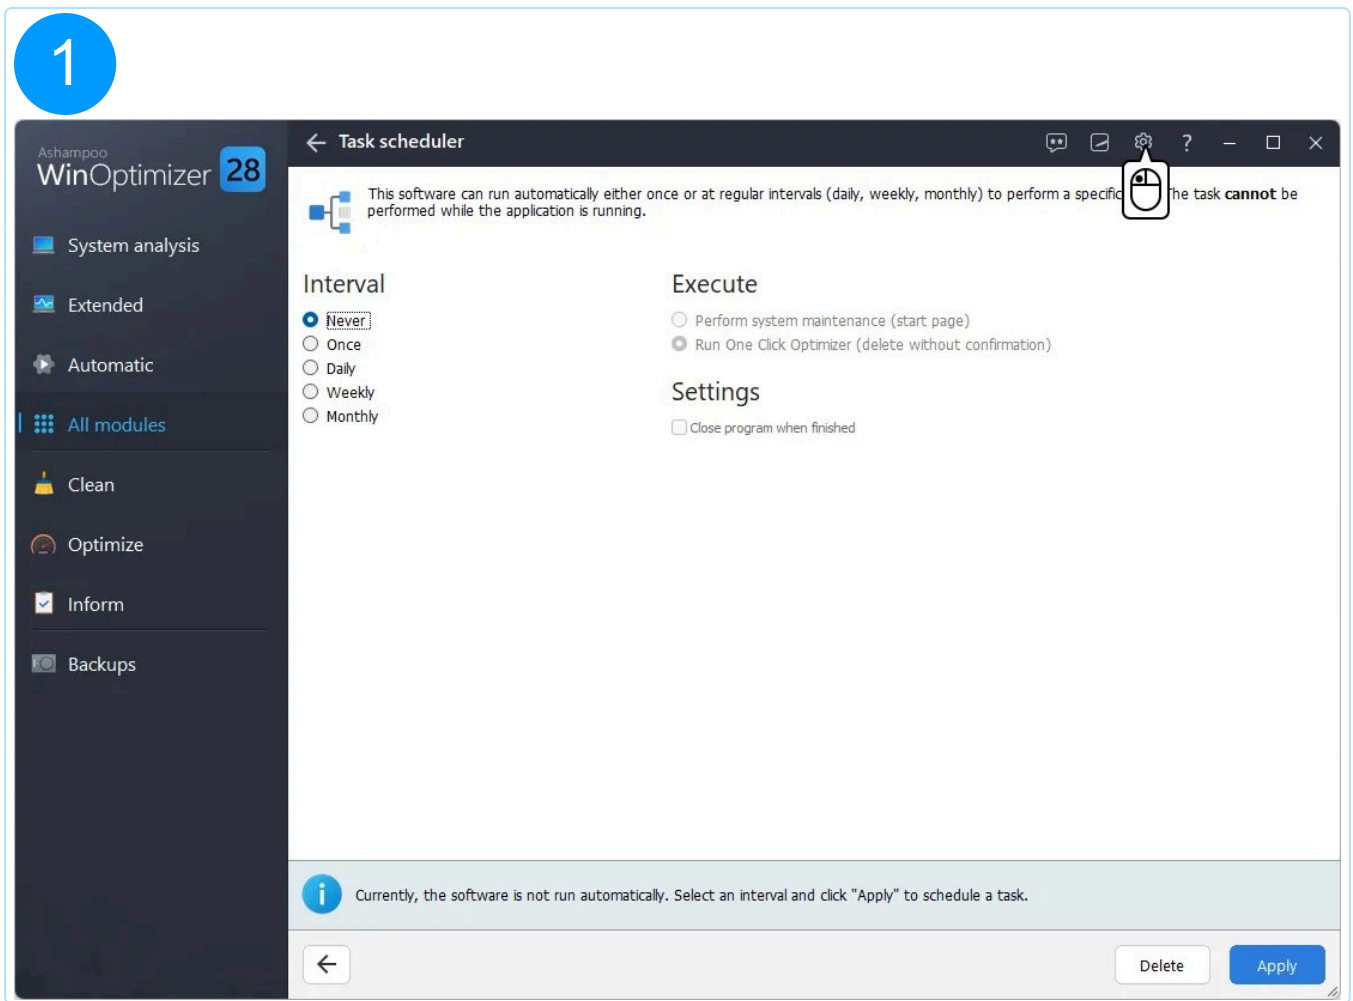 1
Ashampoo
WinOptimizer 28
Task scheduler
?
This software can run automatically either once or at regular intervals (daily, weekly, monthly) to perform a specific he task cannot be
performed while the application is running.
System analysis
Extended
Automatic
All modules
Clean
Optimize
Inform
Backups
Interval
Never
Once
Daily
Weekly
Monthly
Execute
Perform system maintenance (start page)
Run One Click Optimizer (delete without confirmation)
Settings
Close program when finished
Currently, the software is not run automatically. Select an interval and click "Apply" to schedule a task.
Delete
Apply